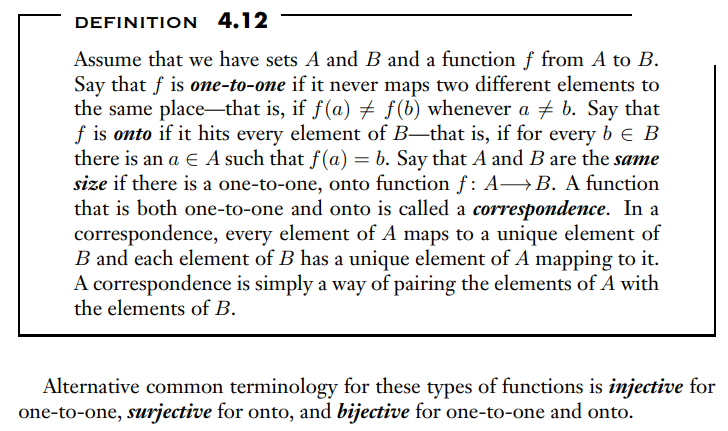 DEFINITION 4.12
Assume that we have sets A and B and a function f from A to B.
Say that f is one-to-one if it never maps two different elements to
the same place—that is, if f(a) ≠ f(b) whenever a ≠ b. Say that
f is onto if it hits every element of B—that is, if for every b ∈ B
there is an a ∈ A such that f(a) = b. Say that A and B are the same
size if there is a one-to-one, onto function f: A⟶B. A function
that is both one-to-one and onto is called a correspondence. In a
correspondence, every element of A maps to a unique element of
B and each element of B has a unique element of A mapping to it.
A correspondence is simply a way of pairing the elements of A with
the elements of B.
Alternative common terminology for these types of functions is injective for
one-to-one, surjective for onto, and bijective for one-to-one and onto.